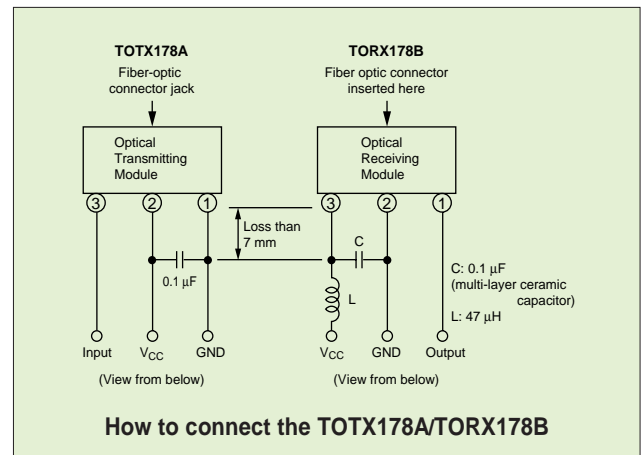 TOTX178A
Fiber-optic
connector jack
Optical
Transmitting
Module
3 2 1
0.1 μF
Input VCC GND
(View from below)
Loss than
7 mm
TORX178B
Fiber optic connector
inserted here
Optical
Receiving
Module
3 2 1
C
L
VCC GND Output
(View from below)
C: 0.1 μF
(multi-layer ceramic
capacitor)
L: 47 μH
How to connect the TOTX178A/TORX178B